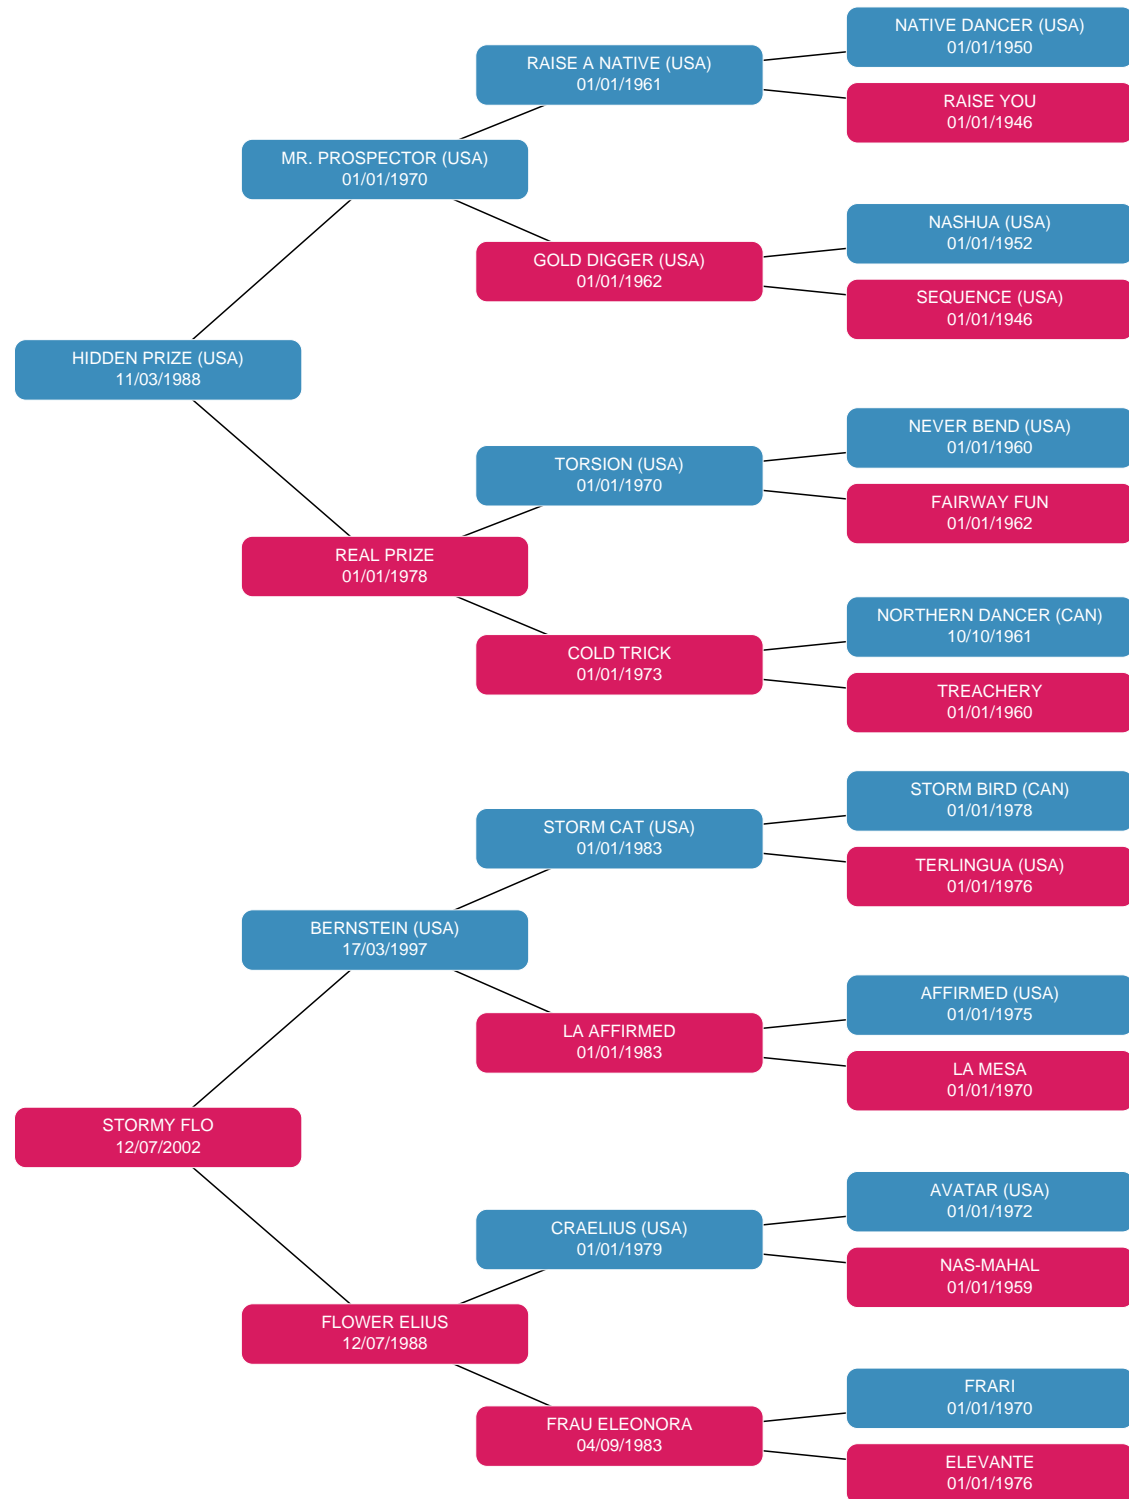 NATIVE DANCER (USA)
01/01/1950
RAISE A NATIVE (USA)
01/01/1961
RAISE YOU
01/01/1946
MR. PROSPECTOR (USA)
01/01/1970
NASHUA (USA)
01/01/1952
GOLD DIGGER (USA)
01/01/1962
SEQUENCE (USA)
01/01/1946
HIDDEN PRIZE (USA)
11/03/1988
NEVER BEND (USA)
01/01/1960
TORSION (USA)
01/01/1970
FAIRWAY FUN
01/01/1962
REAL PRIZE
01/01/1978
NORTHERN DANCER (CAN)
10/10/1961
COLD TRICK
01/01/1973
TREACHERY
01/01/1960
STORM BIRD (CAN)
01/01/1978
STORM CAT (USA)
01/01/1983
TERLINGUA (USA)
01/01/1976
BERNSTEIN (USA)
17/03/1997
AFFIRMED (USA)
01/01/1975
LA AFFIRMED
01/01/1983
LA MESA
01/01/1970
STORMY FLO
12/07/2002
AVATAR (USA)
01/01/1972
CRAELIUS (USA)
01/01/1979
NAS-MAHAL
01/01/1959
FLOWER ELIUS
12/07/1988
FRARI
01/01/1970
FRAU ELEONORA
04/09/1983
ELEVANTE
01/01/1976